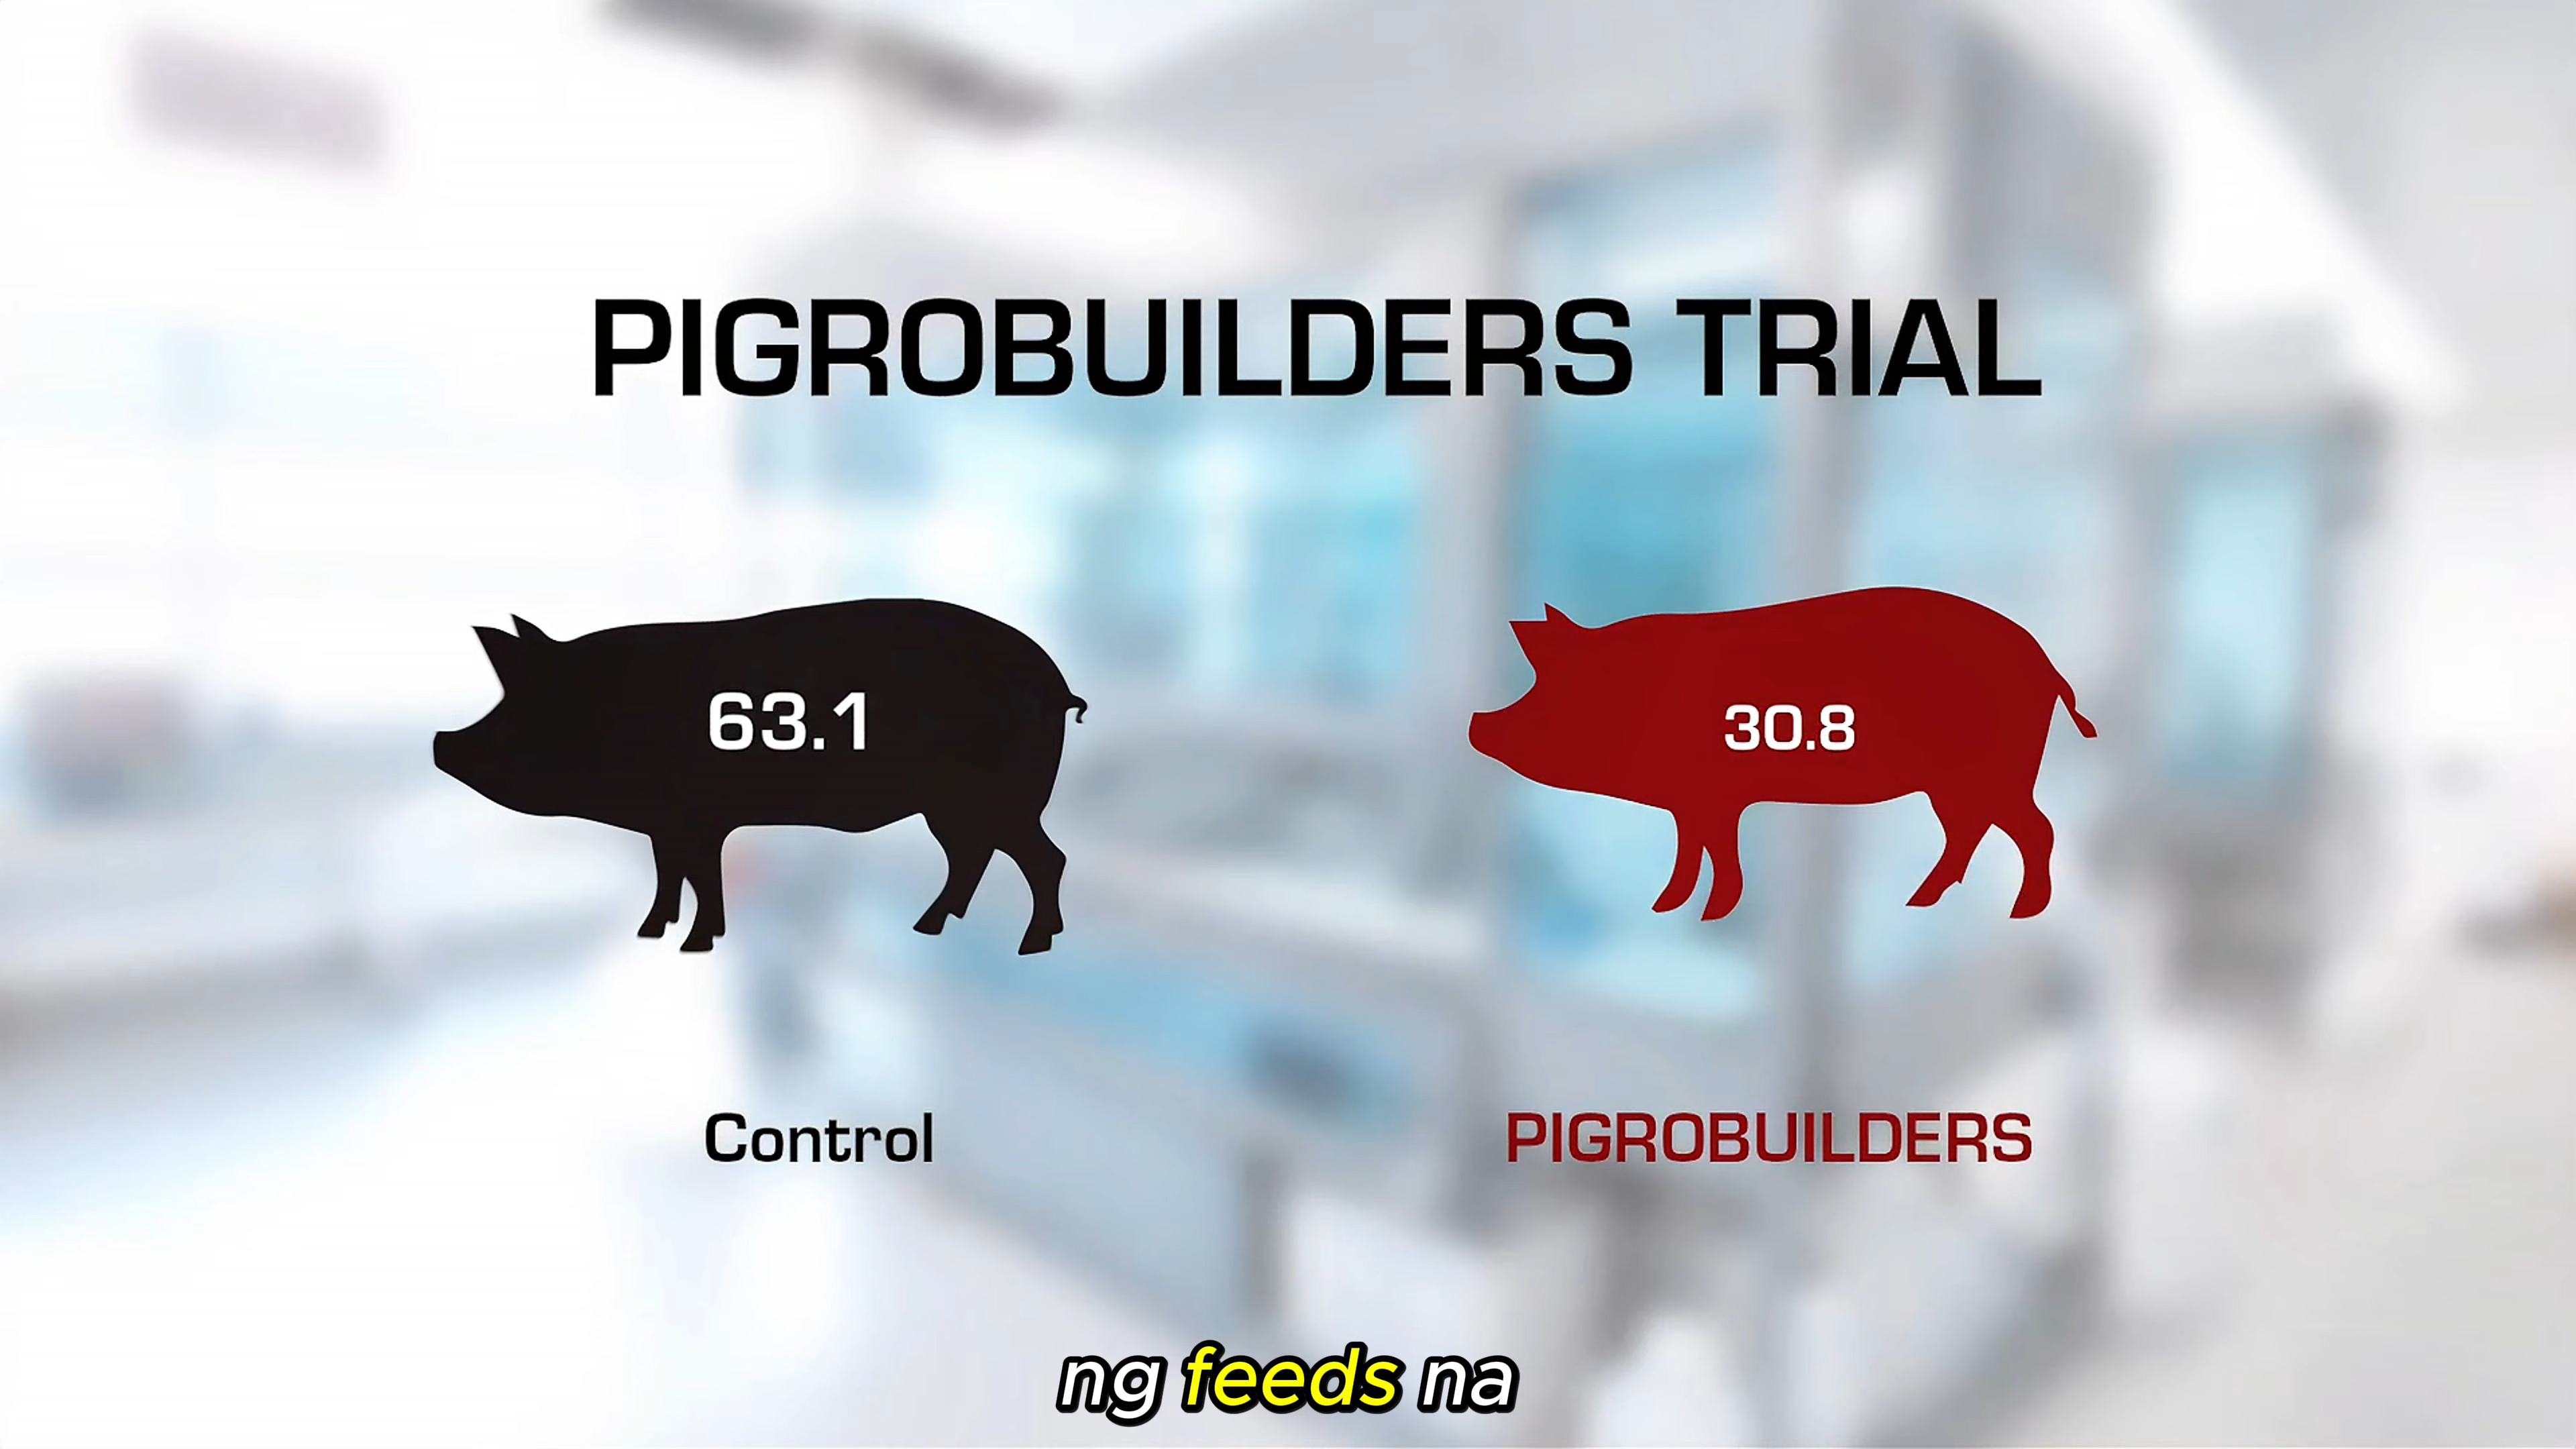 PIGROBUILDERS TRIAL
63.1
30.8
Control
PIGROBUILDERS
ng feeds na